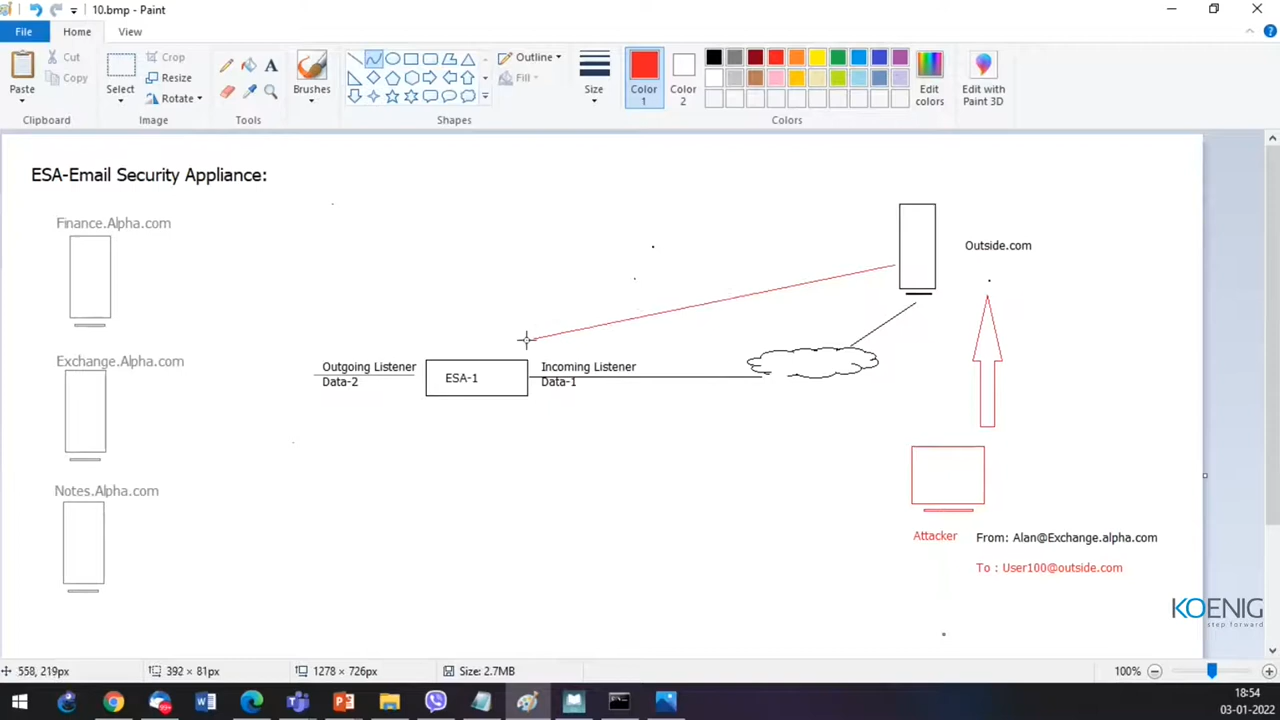 10.bmp - Paint
File
Home
View
Paste
Cut
Copy
Clipboard
Select
Crop
Resize
Rotate
Image
A
Tools
Brushes
Outline
Fill
Shapes
Size
Color 1
Color 2
Edit colors
Edit with Paint 3D
Colors
ESA-Email Security Appliance:
Finance.Alpha.com
Outside.com
Exchange.Alpha.com
Outgoing Listener
Data-2
ESA-1
Incoming Listener
Data-1
Notes.Alpha.com
Attacker
From: Alan@Exchange.alpha.com
To : User100@outside.com
KOENIG
step forward
558, 219px
392 × 81px
1278 × 726px
Size: 2.7MB
100%
18:54
03-01-2022